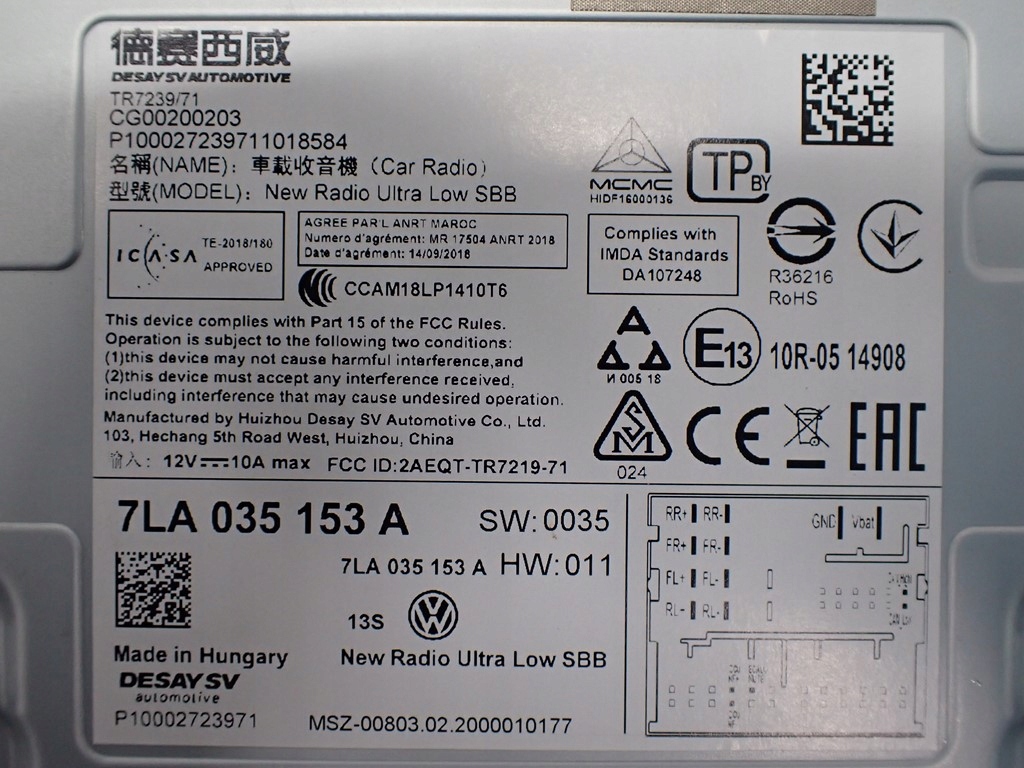 德赛西威
DESAY SV AUTOMOTIVE
TR7239/71
CG00200203
P100027239711018584
名稱(NAME): 車載收音機 (Car Radio)
型號(MODEL): New Radio Ultra Low SBB
MCMC
HIDF16000136
TP BY
ICASA
TE-2018/180
APPROVED
AGREE PAR'L ANRT MAROC
Numero d'agrément: MR 17504 ANRT 2018
Date d'agrément: 14/09/2018
CCAM18LP1410T6
Complies with
IMDA Standards
DA107248
R36216
RoHS
This device complies with Part 15 of the FCC Rules.
Operation is subject to the following two conditions:
(1)this device may not cause harmful interference,and
(2)this device must accept any interference received,
including interference that may cause undesired operation.
Manufactured by Huizhou Desay SV Automotive Co., Ltd.
103, Hechang 5th Road West, Huizhou, China
输入: 12V⎓10A max FCC ID:2AEQT-TR7219-71
И 005 18
E13 10R-05 14908
024
CE
EAC
7LA 035 153 A SW: 0035
7LA 035 153 A HW: 011
13S VW
New Radio Ultra Low SBB
Made in Hungary
DESAY SV
automotive
P10002723971 MSZ-00803.02.2000010177
RR+ RR- GND Vbat
FR+ FR-
FL+ FL-
RL- RL-